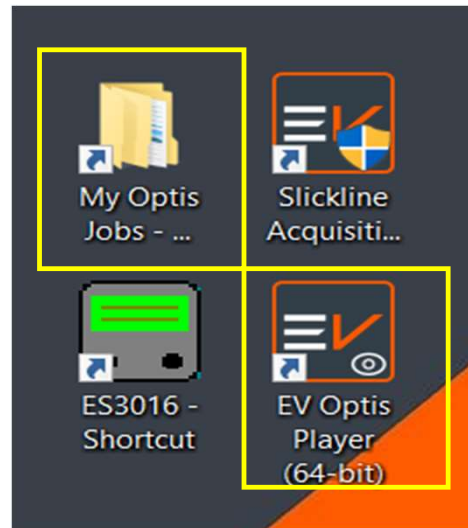 My Optis
Jobs - ...
Slickline
Acquisiti...
ES3016 -
Shortcut
EV Optis
Player
(64-bit)